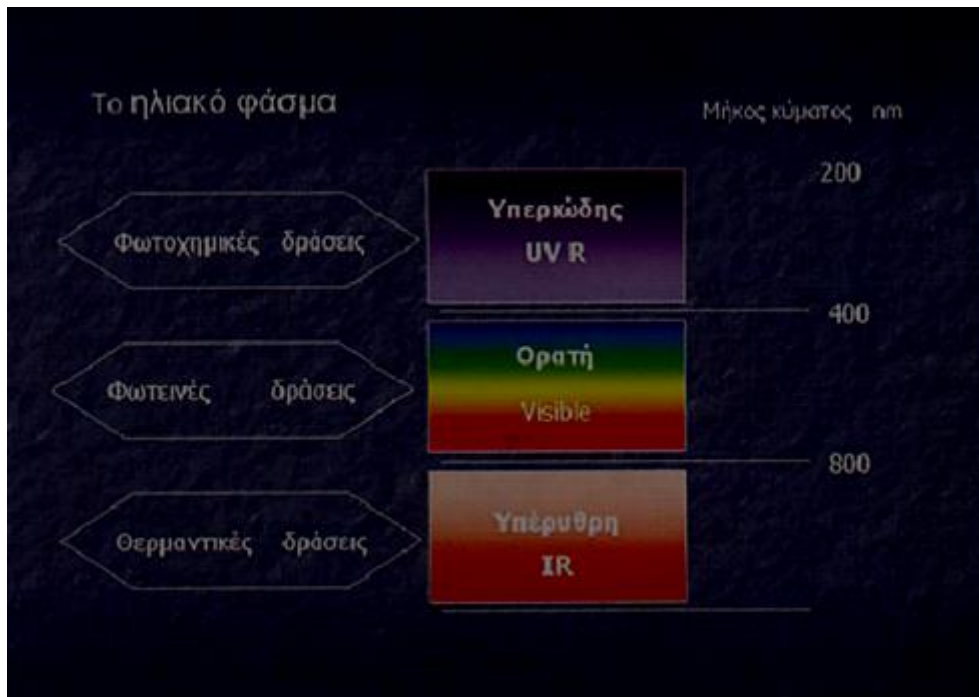 Το ηλιακό φάσμα
Μήκος κύματος nm
200
Υπεριώδης
UV R
Φωτοχημικές δράσεις
400
Ορατή
Visible
Φωτεινές δράσεις
800
Υπέρυθρη
IR
Θερμαντικές δράσεις